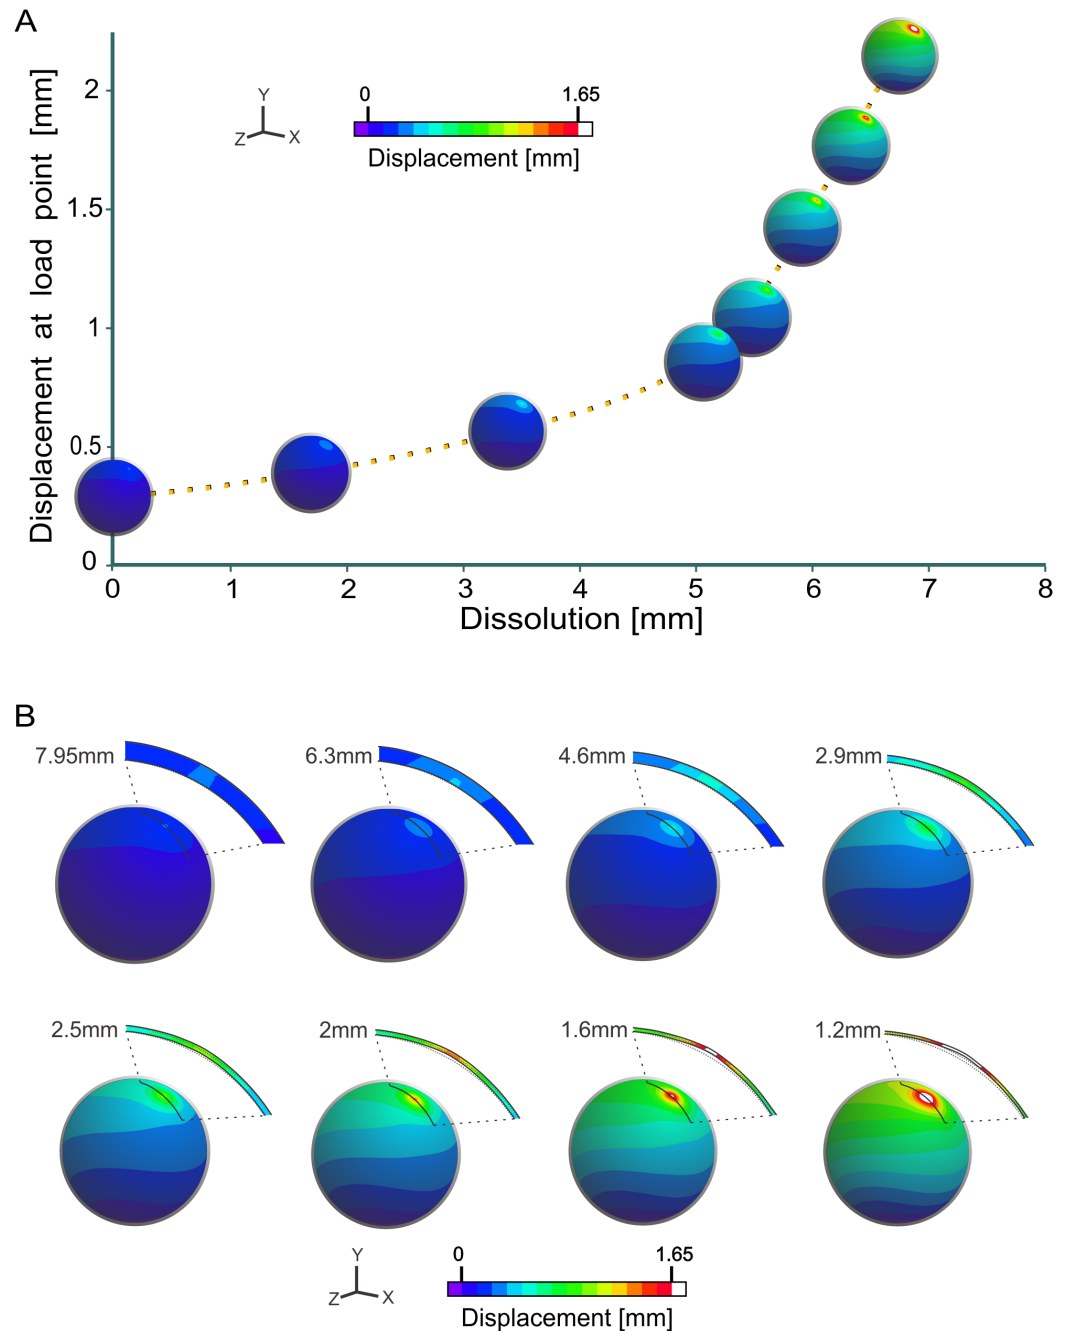 A
Displacement at load point [mm]
2
1.5
1
0.5
0
Y
Z X
0 1.65
Displacement [mm]
0 1 2 3 4 5 6 7 8
Dissolution [mm]
B
7.95mm 6.3mm 4.6mm 2.9mm
2.5mm 2mm 1.6mm 1.2mm
Y
Z X
0 1.65
Displacement [mm]